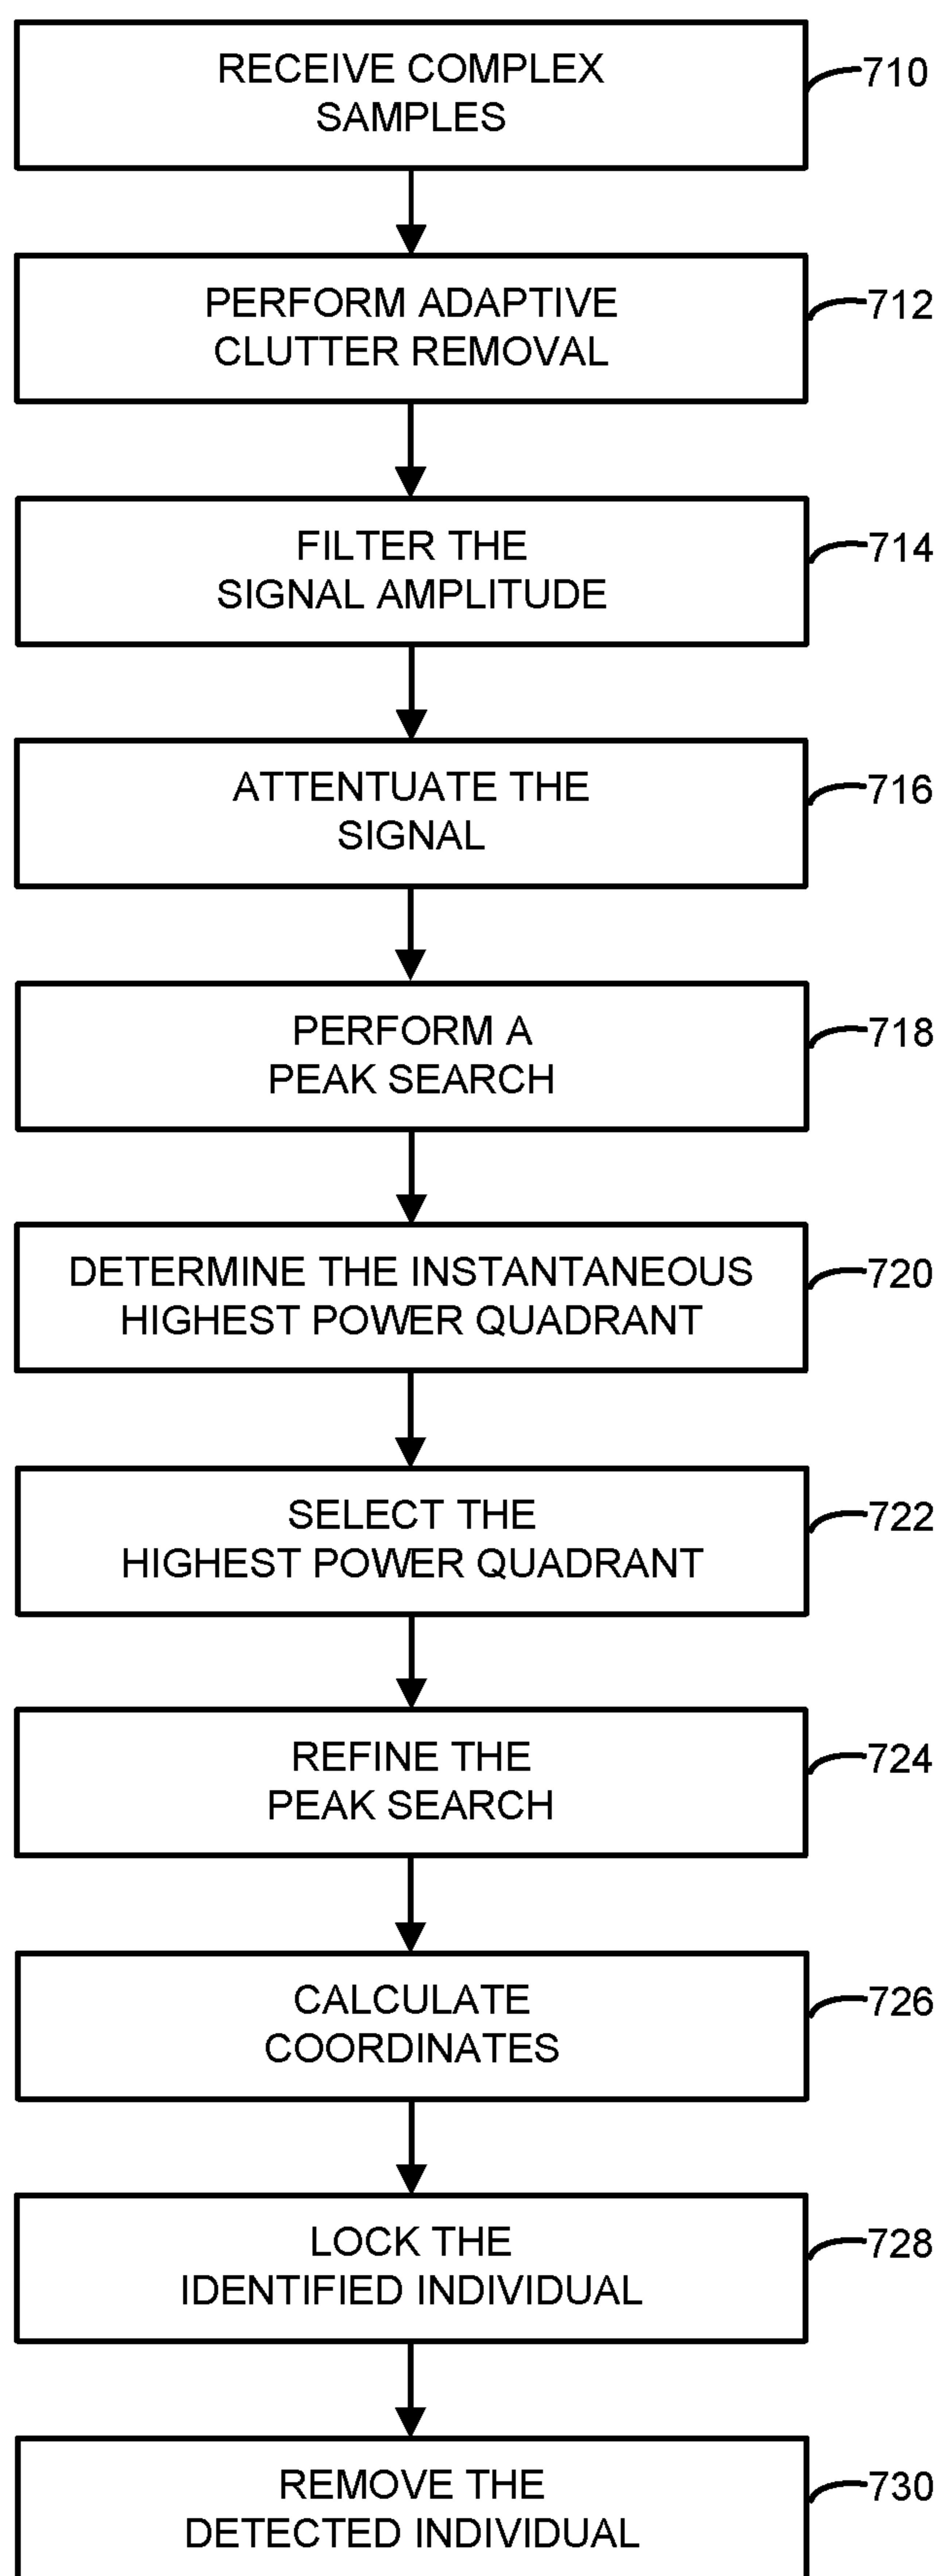 RECEIVE COMPLEX
SAMPLES
710
PERFORM ADAPTIVE
CLUTTER REMOVAL
712
FILTER THE
SIGNAL AMPLITUDE
714
ATTENTUATE THE
SIGNAL
716
PERFORM A
PEAK SEARCH
718
DETERMINE THE INSTANTANEOUS
HIGHEST POWER QUADRANT
720
SELECT THE
HIGHEST POWER QUADRANT
722
REFINE THE
PEAK SEARCH
724
CALCULATE
COORDINATES
726
LOCK THE
IDENTIFIED INDIVIDUAL
728
REMOVE THE
DETECTED INDIVIDUAL
730